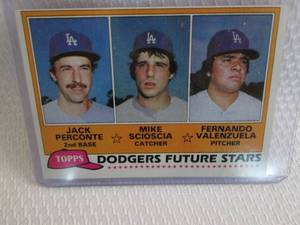 LA
LA
LA
JACK PERCONTE
2nd BASE
☆
MIKE SCIOSCIA
CATCHER
☆
FERNANDO VALENZUELA
PITCHER
TOPPS
DODGERS FUTURE STARS